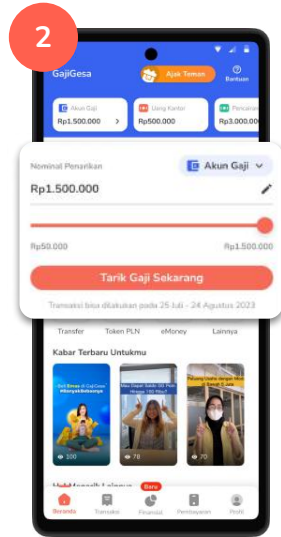 2
GajiGesa
Ajak Teman
Bantuan
Akun Gaji
Rp1.500.000
Uang Kantor
Rp500.000
Rp3.000.00
Nominal Penarikan
Akun Gaji
Rp1.500.000
Rp50.000
Rp1.500.000
Tarik Gaji Sekarang
Transaksi bisa dilakukan pada 25 Juli - 24 Agustus 2023
Transfer
Token PLN
eMoney
Lainnya
Kabar Terbaru Untukmu
100
78
70
Baru
Beranda
Transaksi
Finansial
Pembayaran
Profil